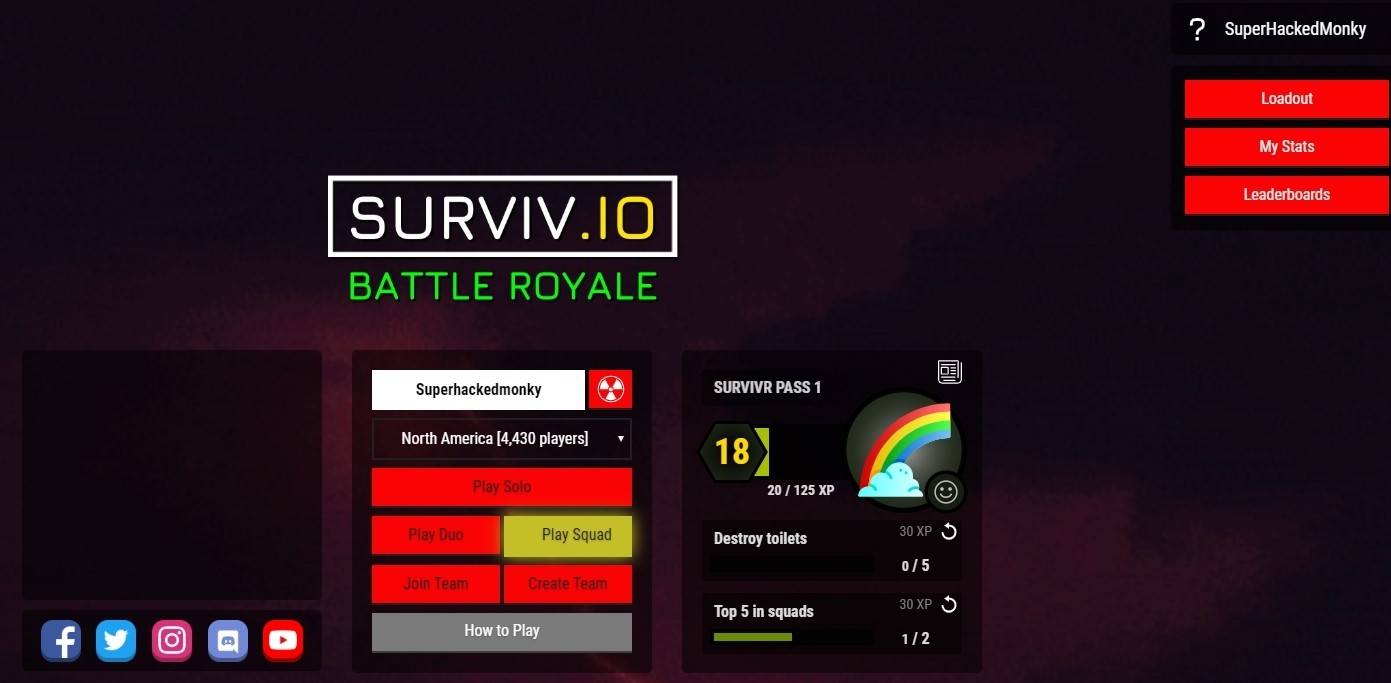 ? SuperHackedMonky
Loadout
My Stats
Leaderboards
SURVIV.IO
BATTLE ROYALE
Superhackedmonky
North America [4,430 players]
Play Solo
Play Duo Play Squad
Join Team Create Team
How to Play
SURVIVR PASS 1
18
20 / 125 XP
Destroy toilets 30 XP
0 / 5
Top 5 in squads 30 XP
1 / 2